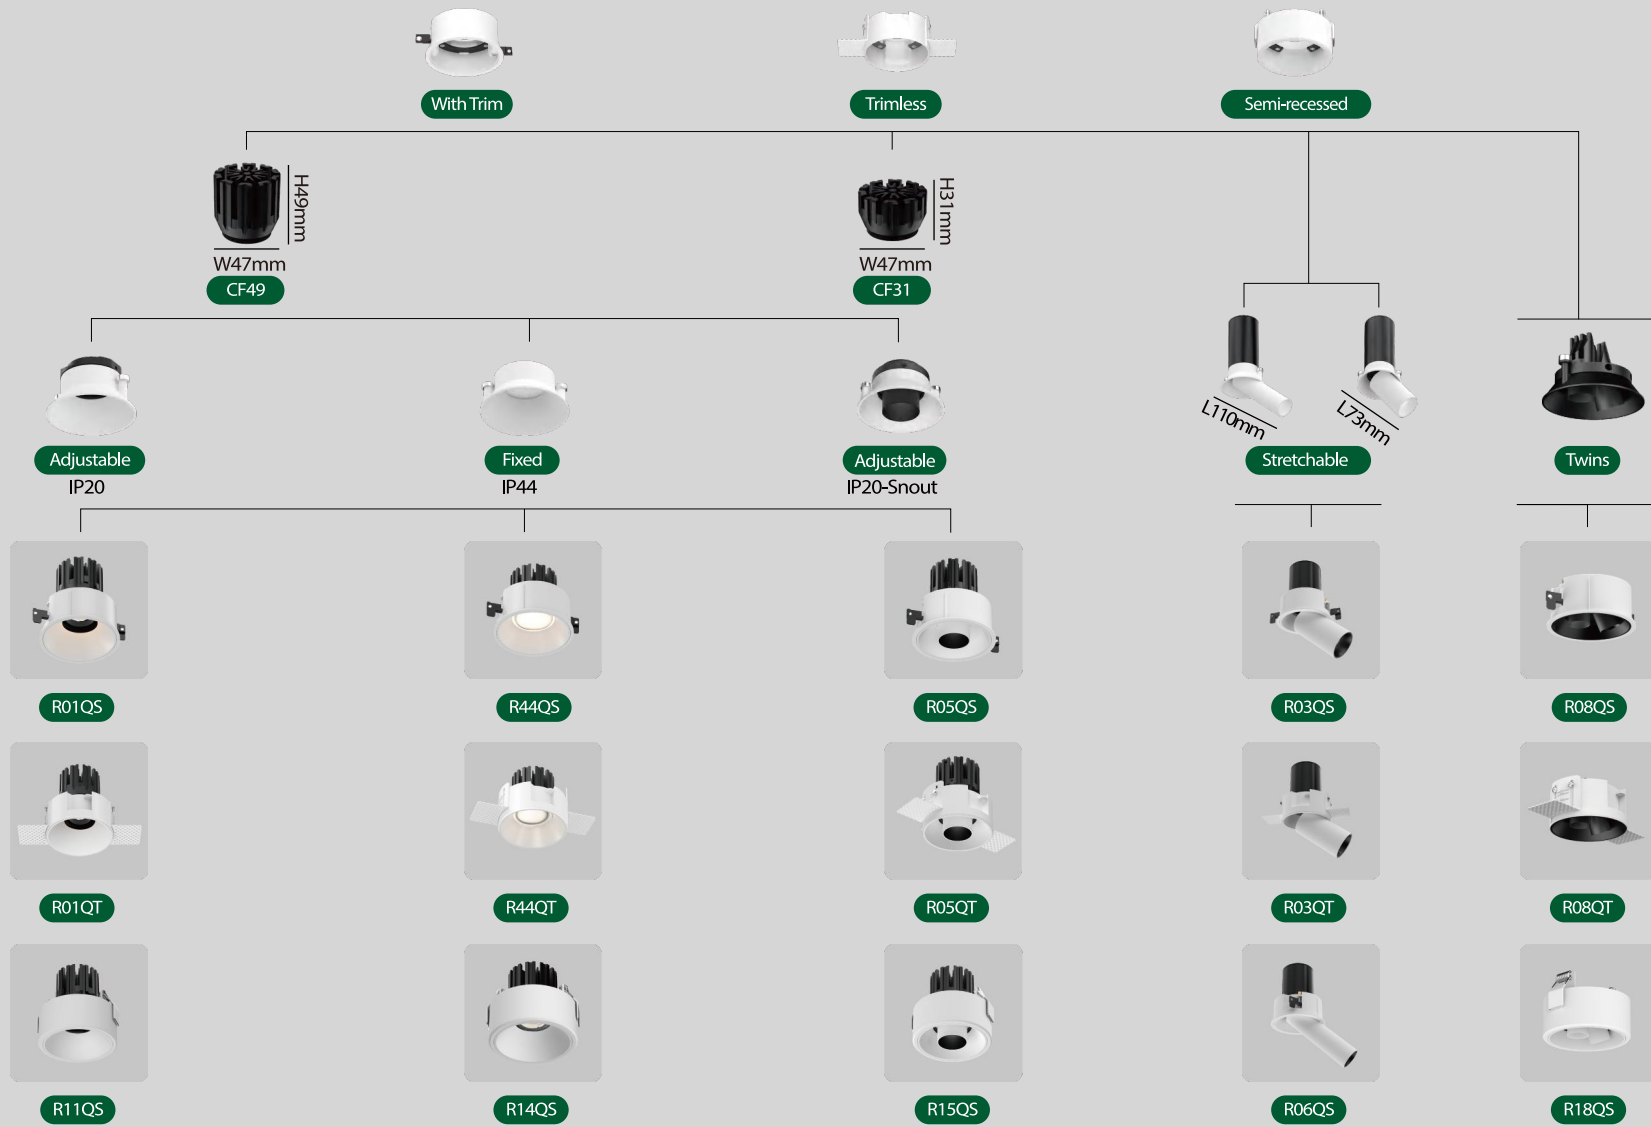 With Trim
Trimless
Semi-recessed
H49mm
W47mm
CF49
H31mm
W47mm
CF31
L110mm
L73mm
Adjustable
IP20
Fixed
IP44
Adjustable
IP20-Snout
Stretchable
Twins
R01QS
R44QS
R05QS
R03QS
R08QS
R01QT
R44QT
R05QT
R03QT
R08QT
R11QS
R14QS
R15QS
R06QS
R18QS